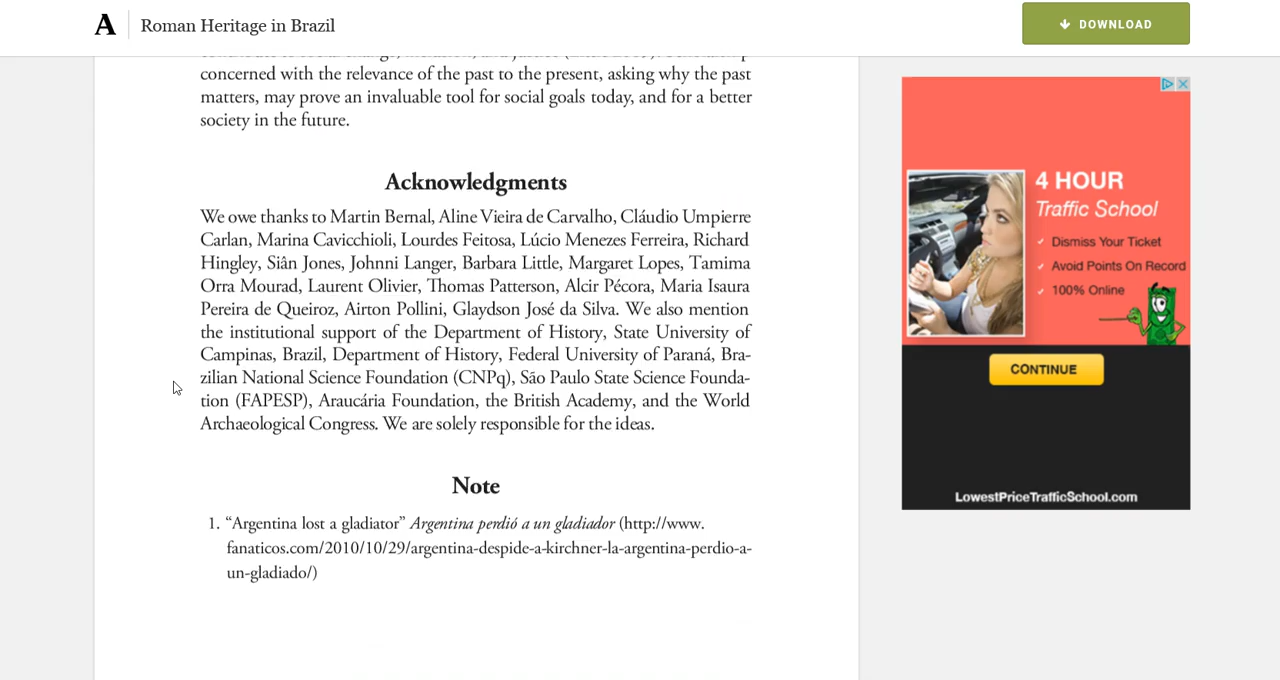 A
Roman Heritage in Brazil
DOWNLOAD
concerned with the relevance of the past to the present, asking why the past
matters, may prove an invaluable tool for social goals today, and for a better
society in the future.
Acknowledgments
We owe thanks to Martin Bernal, Aline Vieira de Carvalho, Cláudio Umpierre
Carlan, Marina Cavicchioli, Lourdes Feitosa, Lúcio Menezes Ferreira, Richard
Hingley, Siân Jones, Johnni Langer, Barbara Little, Margaret Lopes, Tamima
Orra Mourad, Laurent Olivier, Thomas Patterson, Alcir Pécora, Maria Isaura
Pereira de Queiroz, Airton Pollini, Glaydson José da Silva. We also mention
the institutional support of the Department of History, State University of
Campinas, Brazil, Department of History, Federal University of Paraná, Bra-
zilian National Science Foundation (CNPq), São Paulo State Science Founda-
tion (FAPESP), Araucária Foundation, the British Academy, and the World
Archaeological Congress. We are solely responsible for the ideas.
Note
1. “Argentina lost a gladiator” Argentina perdió a un gladiador (http://www.
fanaticos.com/2010/10/29/argentina-despide-a-kirchner-la-argentina-perdio-a-
un-gladiado/)
4 HOUR
Traffic School
Dismiss Your Ticket
Avoid Points On Record
100% Online
CONTINUE
LowestPriceTrafficSchool.com